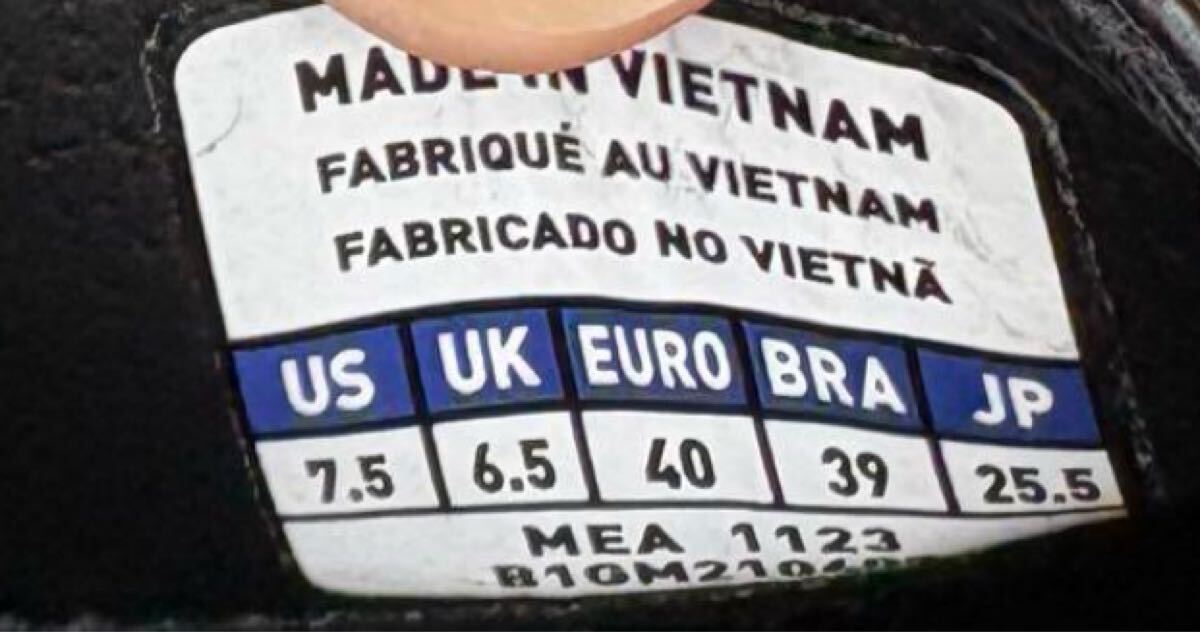 MADE IN VIETNAM
FABRIQUÉ AU VIETNAM
FABRICADO NO VIETNÃ
US UK EURO BRA JP
7.5 6.5 40 39 25.5
MEA 1123